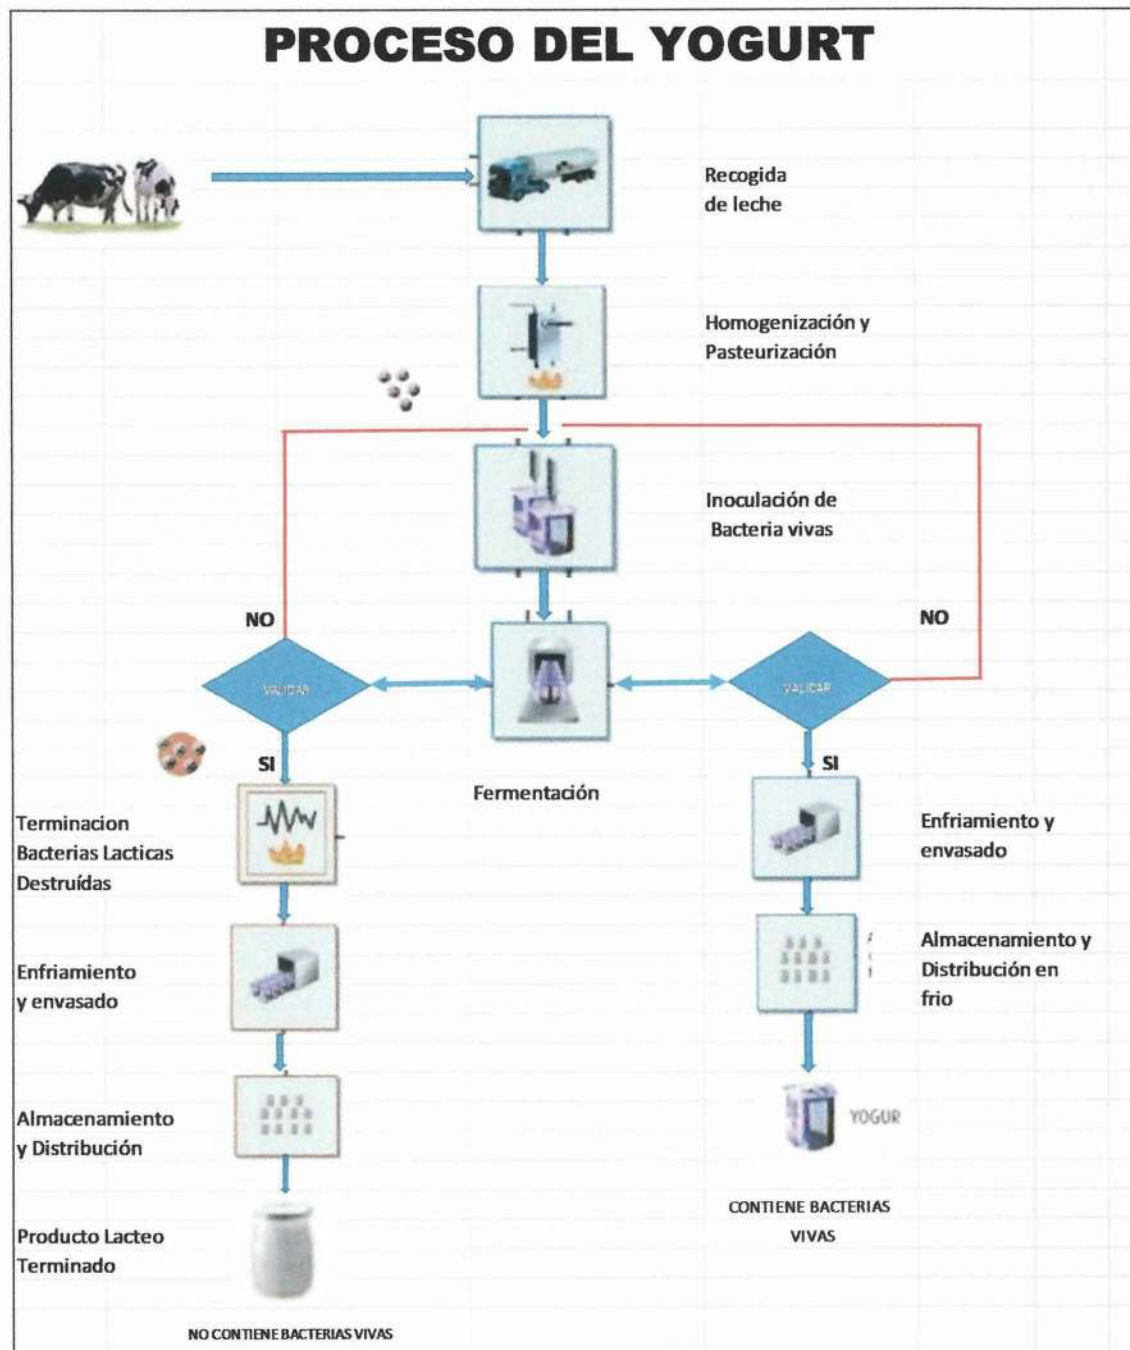 PROCESO DEL YOGURT
Recogida
de leche
Homogenización y
Pasteurización
Inoculación de
Bacteria vivas
NO
NO
VALIDAR
VALIDAR
SI
SI
Fermentación
Terminacion
Bacterias Lacticas
Destruídas
Enfriamiento y
envasado
Enfriamiento
y envasado
Almacenamiento y
Distribución en
frio
Almacenamiento
y Distribución
YOGUR
CONTIENE BACTERIAS
VIVAS
Producto Lacteo
Terminado
NO CONTIENE BACTERIAS VIVAS